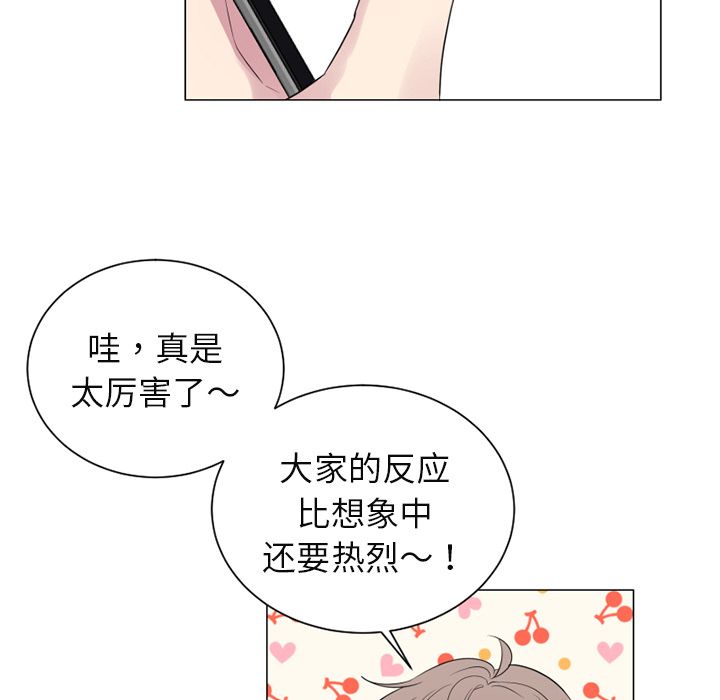 哇，真是
太厉害了～
大家的反应
比想象中
还要热烈～！